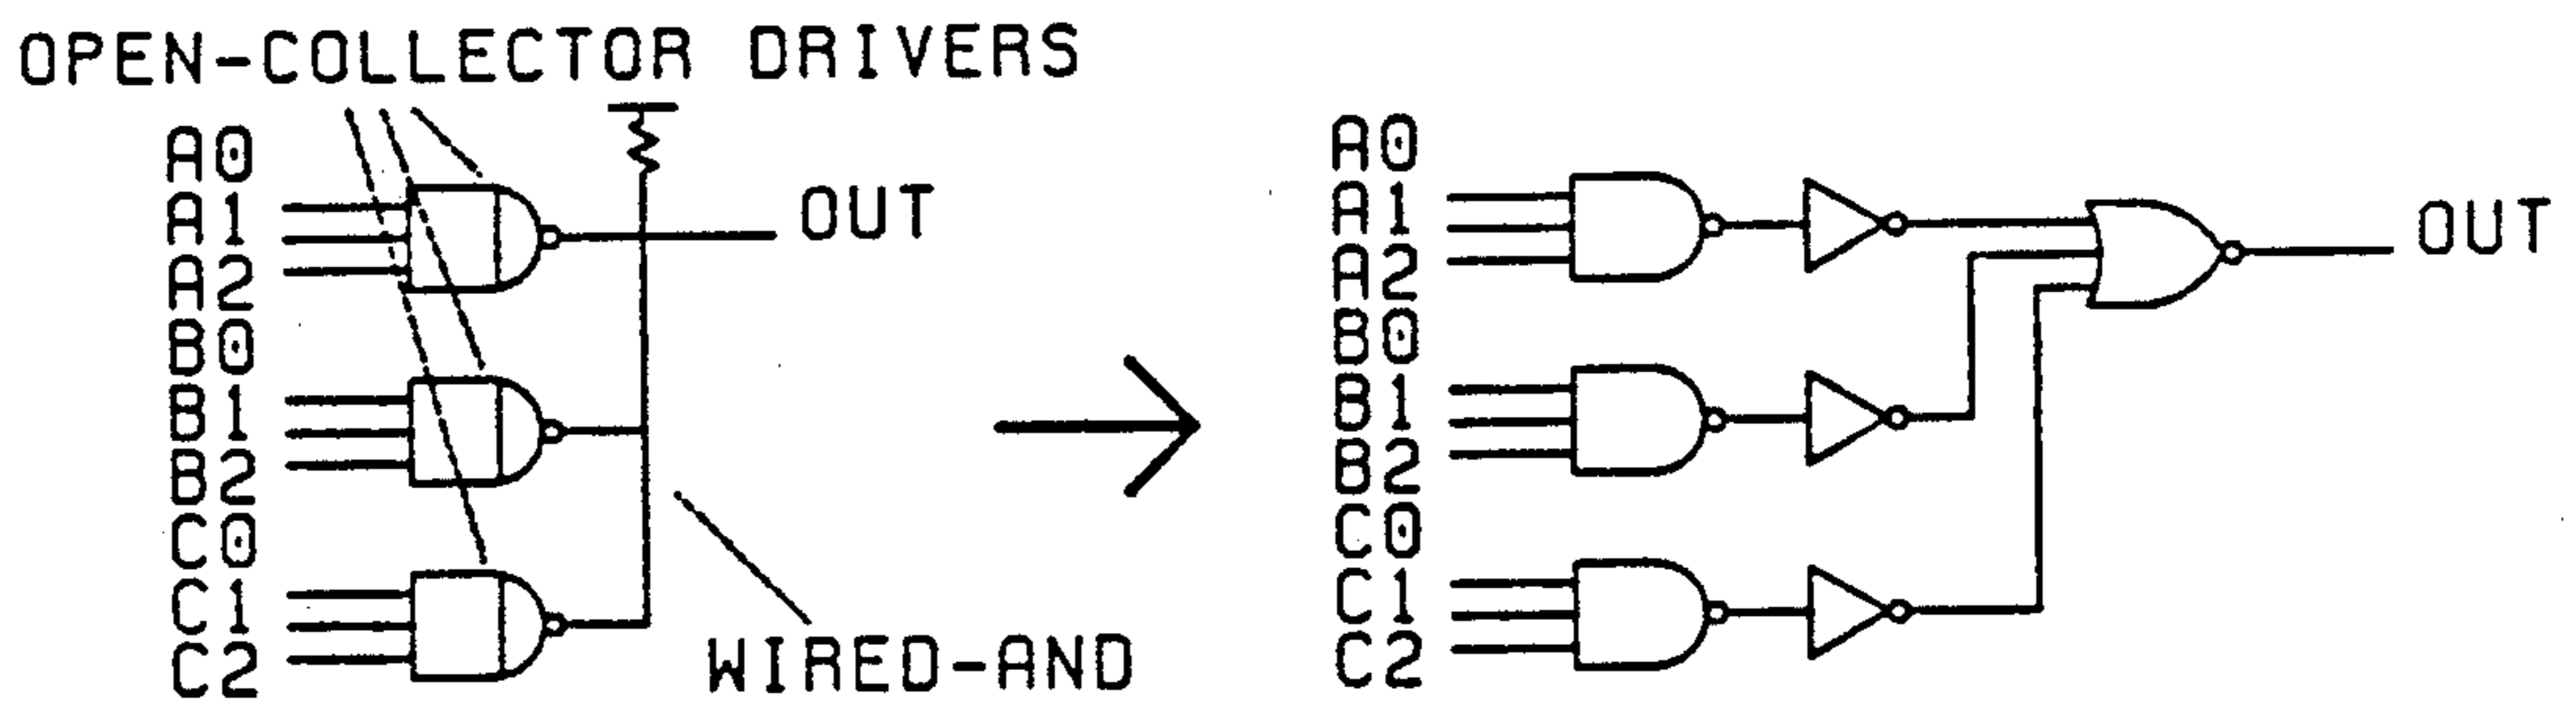 OPEN-COLLECTOR DRIVERS
A0
A1
A2
B0
B1
B2
C0
C1
C2
OUT
WIRED-AND
A0
A1
A2
B0
B1
B2
C0
C1
C2
OUT